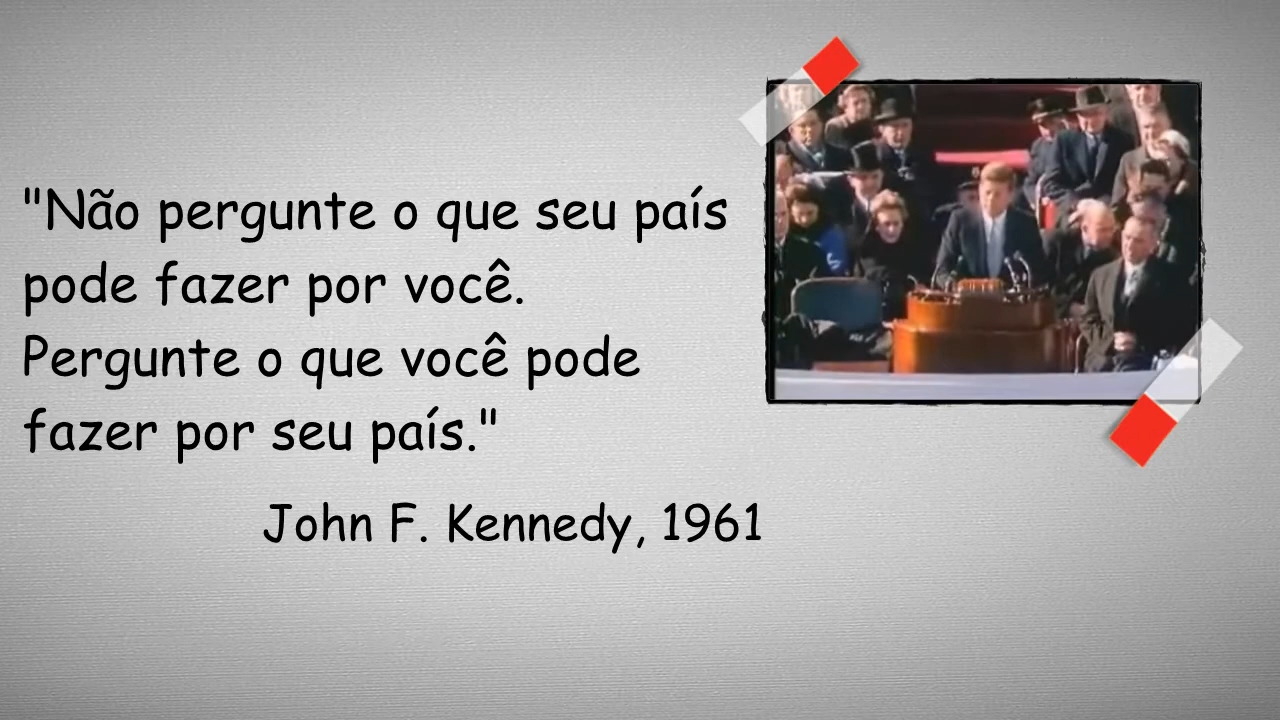 "Não pergunte o que seu país
pode fazer por você.
Pergunte o que você pode
fazer por seu país."
John F. Kennedy, 1961